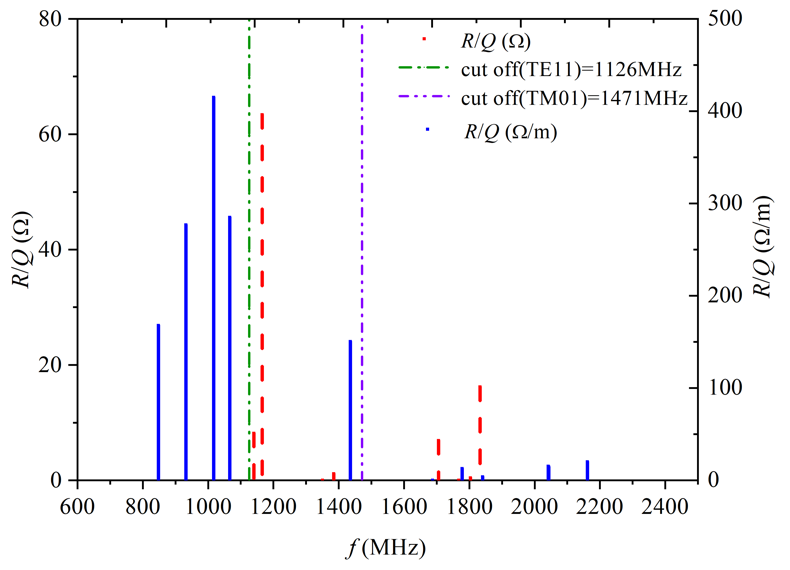 80
60
40
20
0
R/Q (Ω)
500
400
300
200
100
0
R/Q (Ω/m)
R/Q (Ω)
cut off(TE11)=1126MHz
cut off(TM01)=1471MHz
R/Q (Ω/m)
600 800 1000 1200 1400 1600 1800 2000 2200 2400
f (MHz)